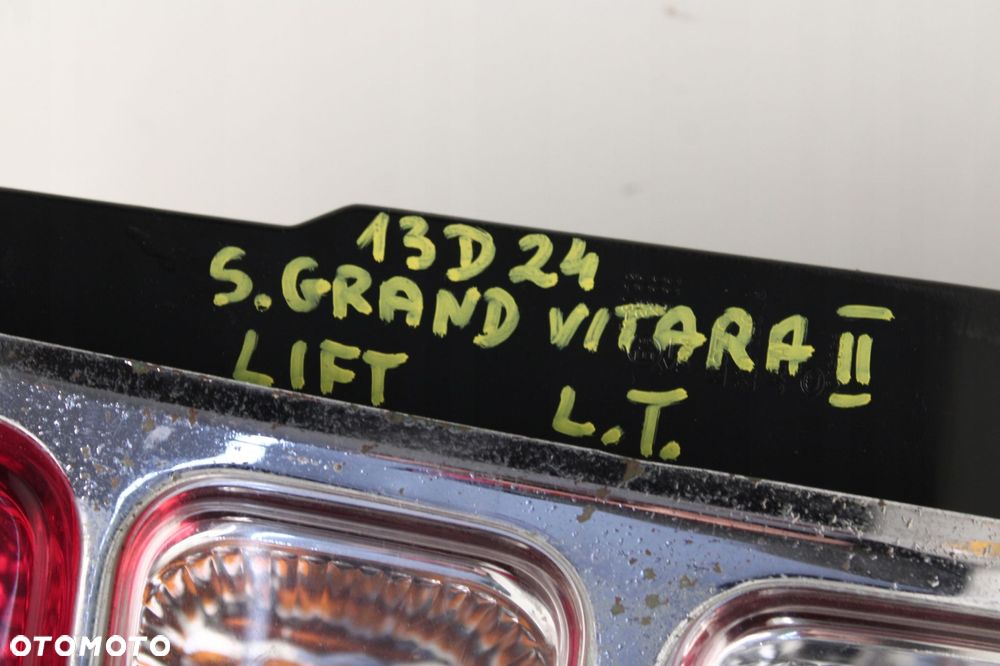 13D24
S.GRAND VITARA II
LIFT L.T.
OTOMOTO